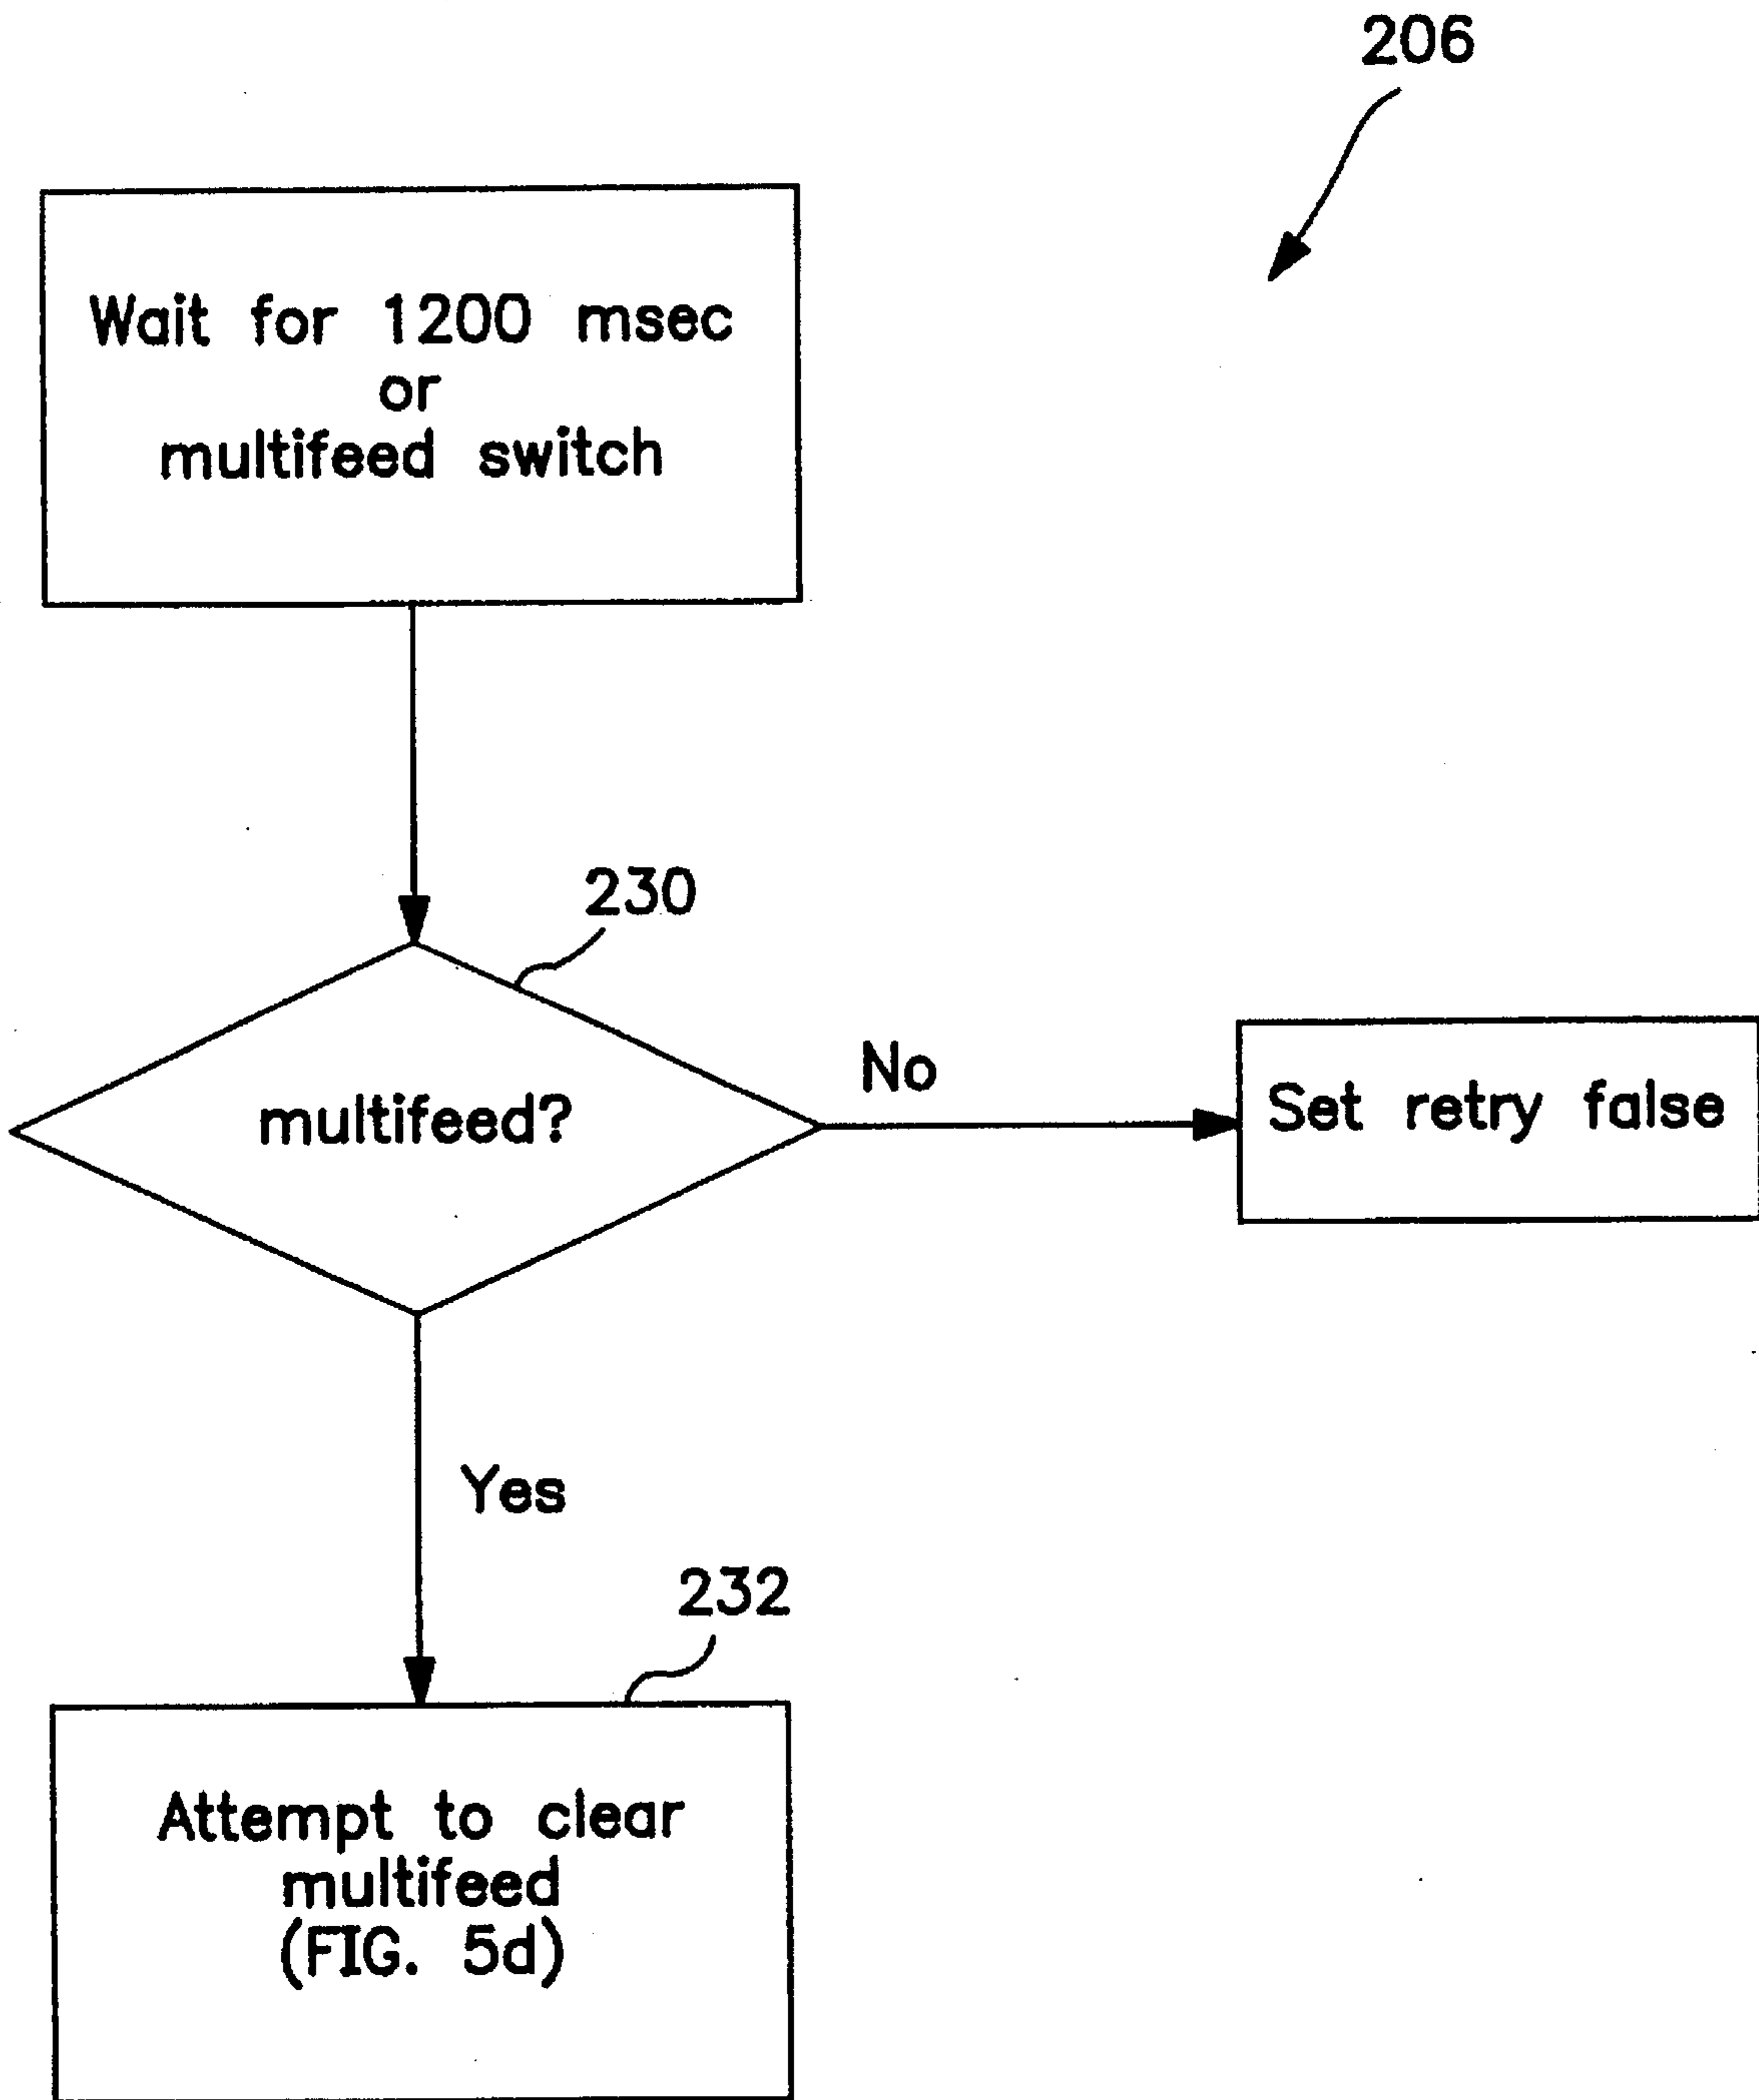 206
Wait for 1200 msec
or
multifeed switch
230
multifeed?
No
Set retry false
Yes
232
Attempt to clear
multifeed
(FIG. 5d)